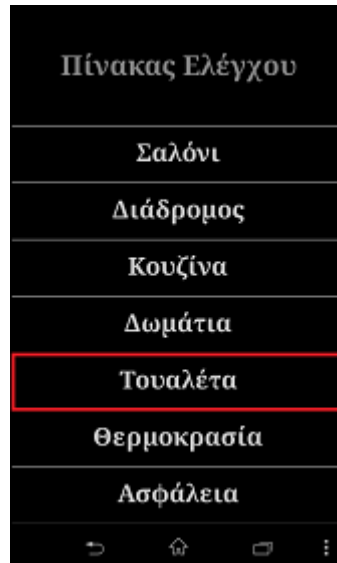 Πίνακας Ελέγχου
Σαλόνι
Διάδρομος
Κουζίνα
Δωμάτια
Τουαλέτα
Θερμοκρασία
Ασφάλεια